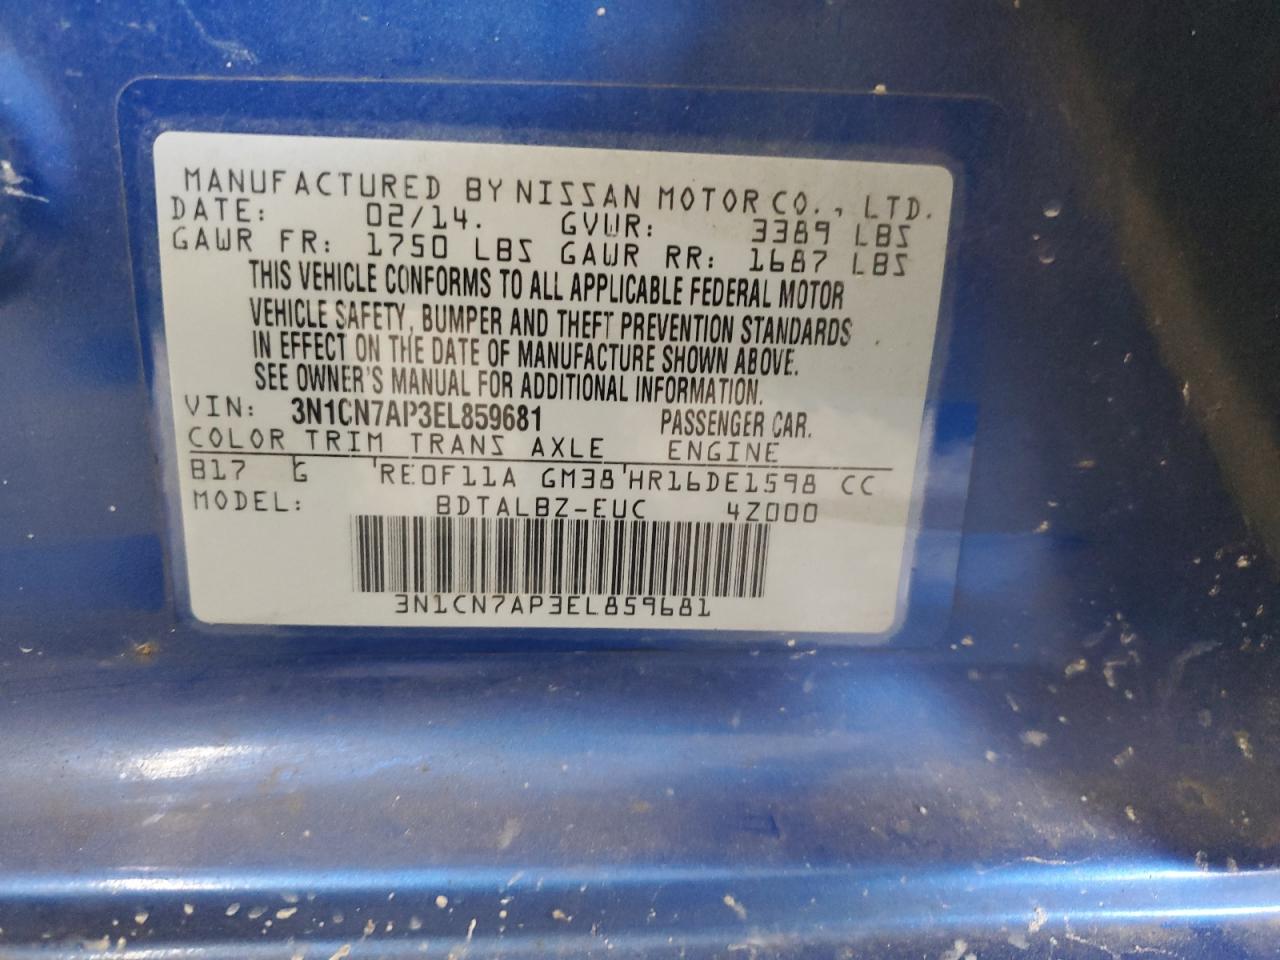 MANUFACTURED BY NISSAN MOTOR CO., LTD.
DATE: 02/14. GVWR: 3389 LBS
GAWR FR: 1750 LBS GAWR RR: 1687 LBS
THIS VEHICLE CONFORMS TO ALL APPLICABLE FEDERAL MOTOR
VEHICLE SAFETY, BUMPER AND THEFT PREVENTION STANDARDS
IN EFFECT ON THE DATE OF MANUFACTURE SHOWN ABOVE.
SEE OWNER'S MANUAL FOR ADDITIONAL INFORMATION.
VIN: 3N1CN7AP3EL859681 PASSENGER CAR.
COLOR TRIM TRANS AXLE ENGINE
B17 G RE0F11A GM38 HR16DE1598 CC
MODEL: BDTALBZ-EUC 4Z000
3N1CN7AP3EL859681